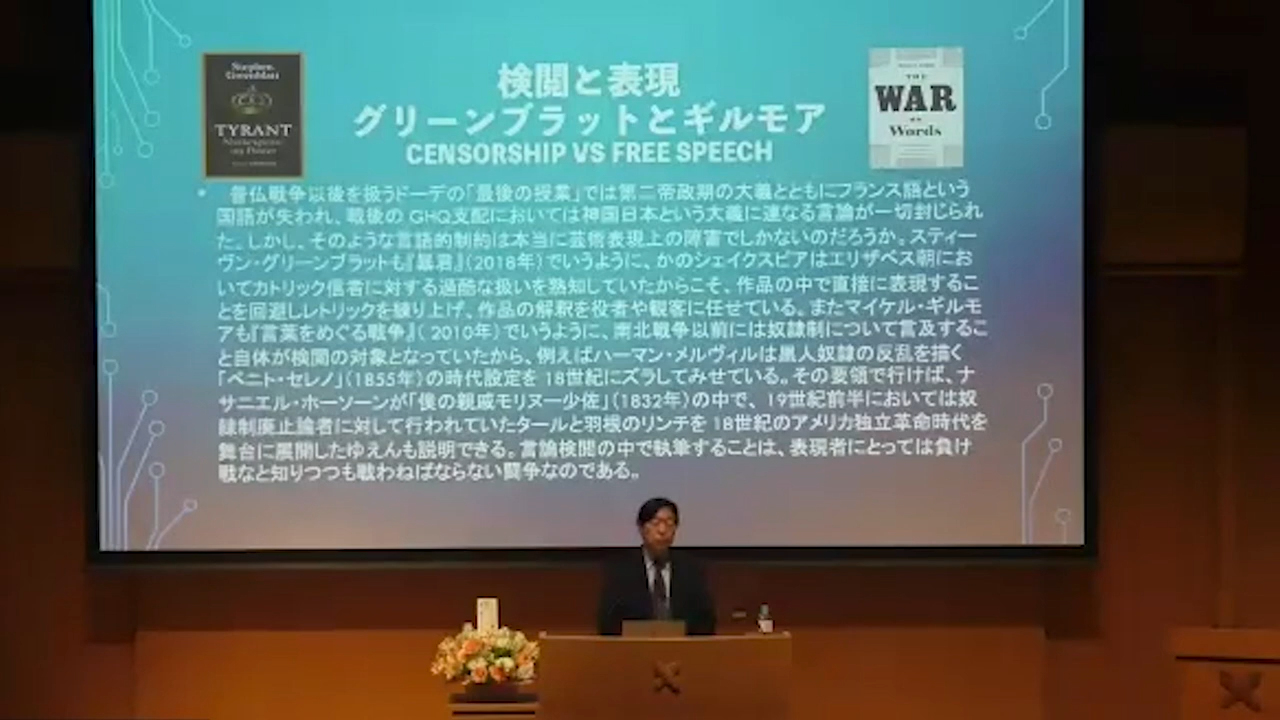 検閲と表現
グリーンブラットとギルモア
CENSORSHIP VS FREE SPEECH
Stephen
Greenblatt
TYRANT
Shakespeare
on Power
THE
WAR
ON
Words
• 普仏戦争以後を扱うドーデの「最後の授業」では第二帝政期の大義とともにフランス語という
国語が失われ、戦後の GHQ支配においては神国日本という大義に連なる言論が一切封じられ
た。しかし、そのような言語的制約は本当に芸術表現上の障害でしかないのだろうか。スティー
ヴン・グリーンブラットも『暴君』(2018年)でいうように、かのシェイクスピアはエリザベス朝にお
いてカトリック信者に対する過酷な扱いを熟知していたからこそ、作品の中で直接に表現するこ
とを回避しレトリックを練り上げ、作品の解釈を役者や観客に任せている。またマイケル・ギルモ
アも『言葉をめぐる戦争』( 2010年)でいうように、南北戦争以前には奴隷制について言及するこ
と自体が検閲の対象となっていたから、例えばハーマン・メルヴィルは黒人奴隷の反乱を描く
「ベニト・セレノ」(1855年)の時代設定を 18世紀にズラしてみせている。その要領で行けば、ナ
サニエル・ホーソーンが「僕の親戚モリヌー少佐」(1832年)の中で、 19世紀前半においては奴
隷制廃止論者に対して行われていたタールと羽根のリンチを 18世紀のアメリカ独立革命時代を
舞台に展開したゆえんも説明できる。言論検閲の中で執筆することは、表現者にとっては負け
戦なと知りつつも戦わねばならない闘争なのである。